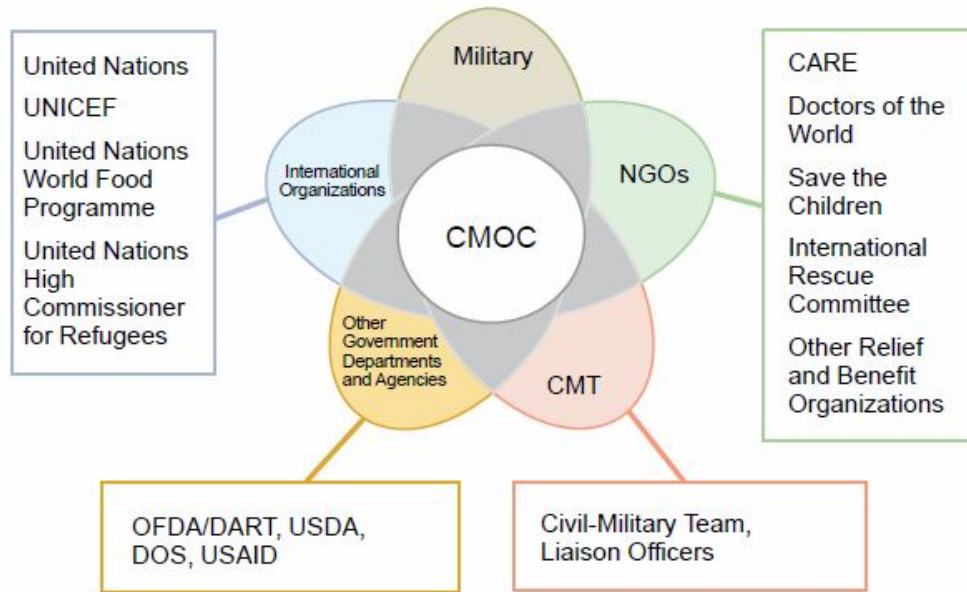 United Nations
UNICEF
United Nations
World Food
Programme
United Nations
High
Commissioner
for Refugees
Military
International
Organizations
NGOs
CMOC
Other
Government
Departments
and Agencies
CMT
CARE
Doctors of the
World
Save the
Children
International
Rescue
Committee
Other Relief
and Benefit
Organizations
OFDA/DART, USDA,
DOS, USAID
Civil-Military Team,
Liaison Officers